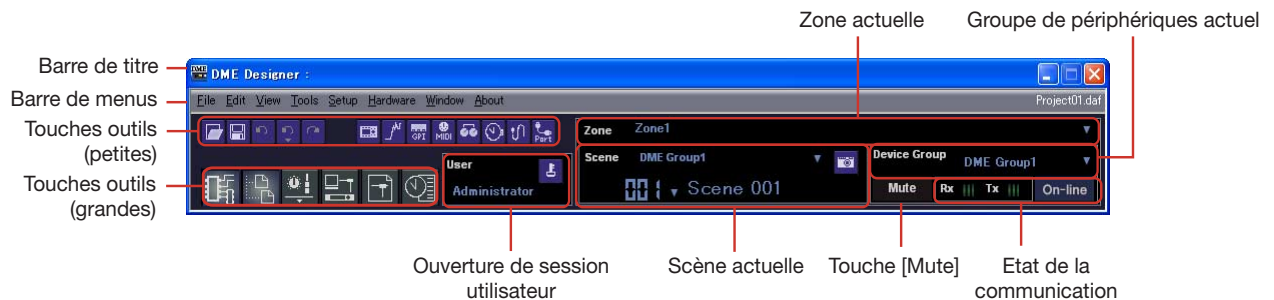 Zone actuelle
Groupe de périphériques actuel
Barre de titre
DME Designer :
Barre de menus
File Edit View Tools Setup Hardware Window About
Project01.daf
Touches outils
(petites)
GPI
MIDI
Port
Zone
Zone1
Touches outils
(grandes)
User
Administrator
Scene
DME Group1
001 Scene 001
Device Group
DME Group1
Mute
Rx
Tx
On-line
Ouverture de session
utilisateur
Scène actuelle
Touche [Mute]
Etat de la
communication